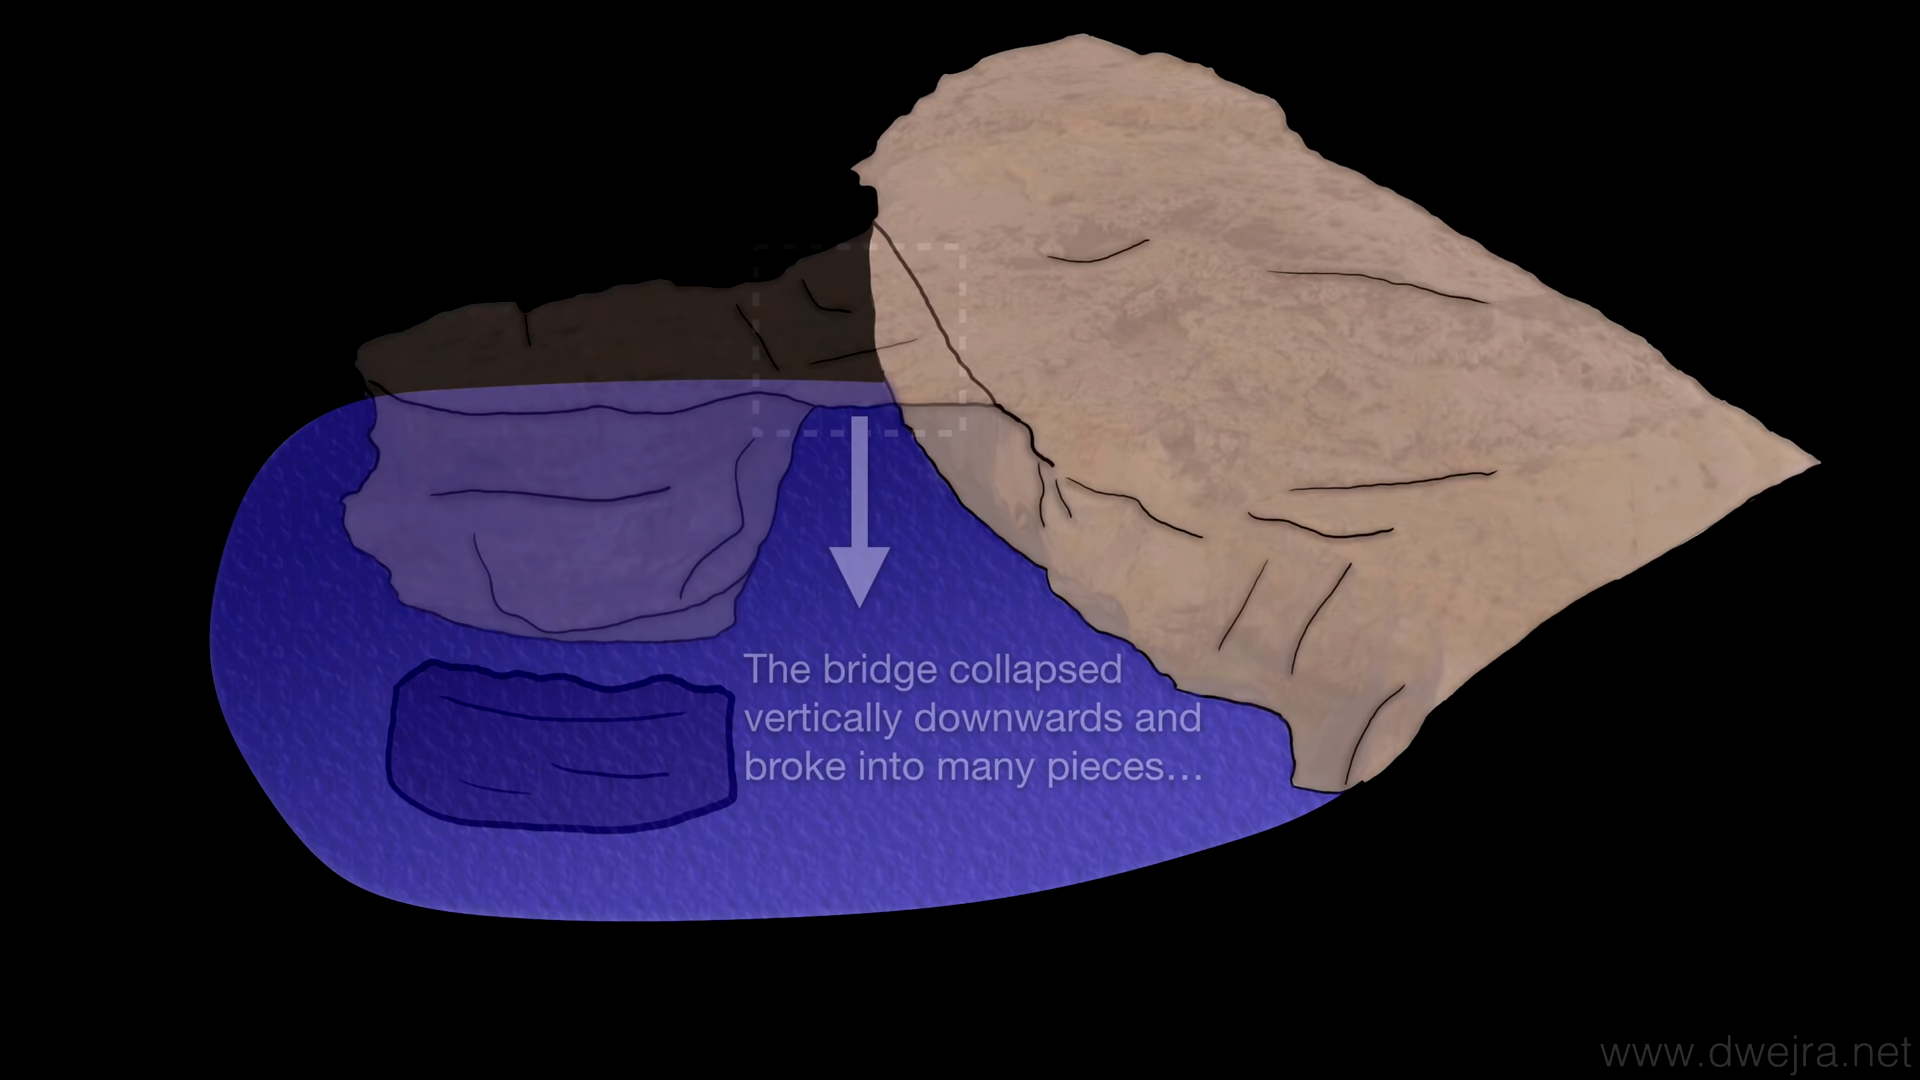 The bridge collapsed
vertically downwards and
broke into many pieces...
www.dwejra.net